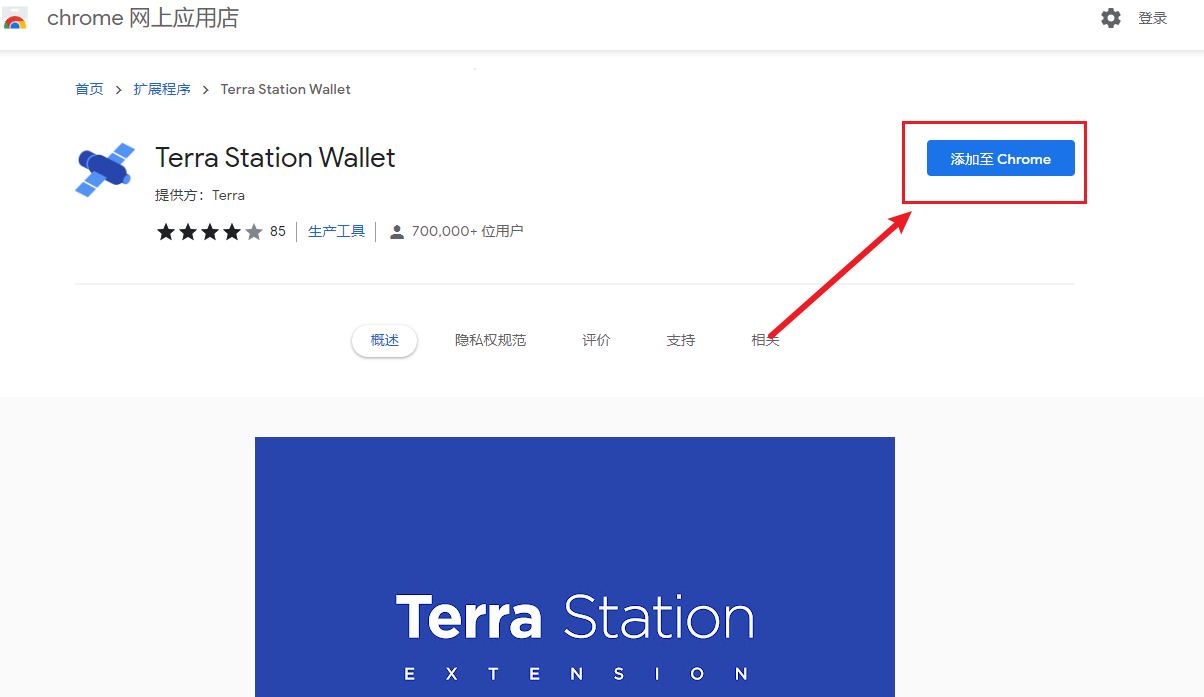 chrome 网上应用店
登录
首页 > 扩展程序 > Terra Station Wallet
Terra Station Wallet
添加至 Chrome
提供方：Terra
85 生产工具 700,000+ 位用户
概述 隐私权规范 评价 支持 相关
Terra Station
EXTENSION